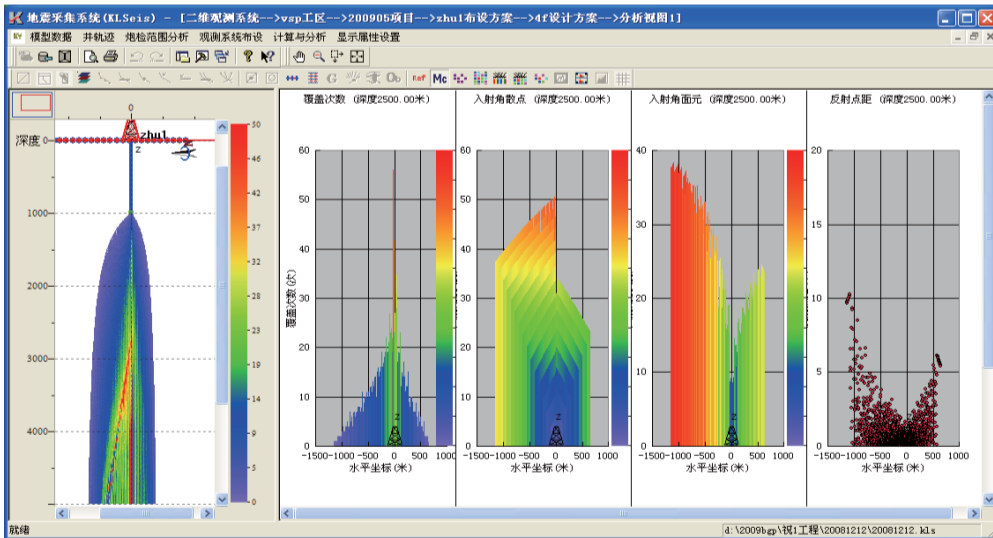 地震采集系统(KLSeis) - [二维观测系统-->vsp工区-->200905项目-->zhu1布设方案-->4f设计方案-->分析视图1]
模型数据 井轨迹 炮检范围分析 观测系统布设 计算与分析 显示属性设置
G Ref Mc
覆盖次数 (深度2500.00米) 入射角散点 (深度2500.00米) 入射角面元 (深度2500.00米) 反射点距 (深度2500.00米)
0
zhu1
z
深度
0
1000
2000
3000
4000
50
46
42
37
32
28
23
19
14
9
5
0
覆盖次数(次)
60
50
40
30
20
10
0
-1500 -1000 -500 0 500 1000
水平坐标(米)
60
50
40
30
20
10
0
z
-1500 -1000 -500 0 500 1000
水平坐标(米)
40
30
20
10
0
z
-1500 -1000 -500 0 500 1000
水平坐标(米)
20
15
10
5
0
-1500 -1000 -500 0 500 1000
水平坐标(米)
就绪
d:\2009bgp\祝1工程\20081212\20081212.kls